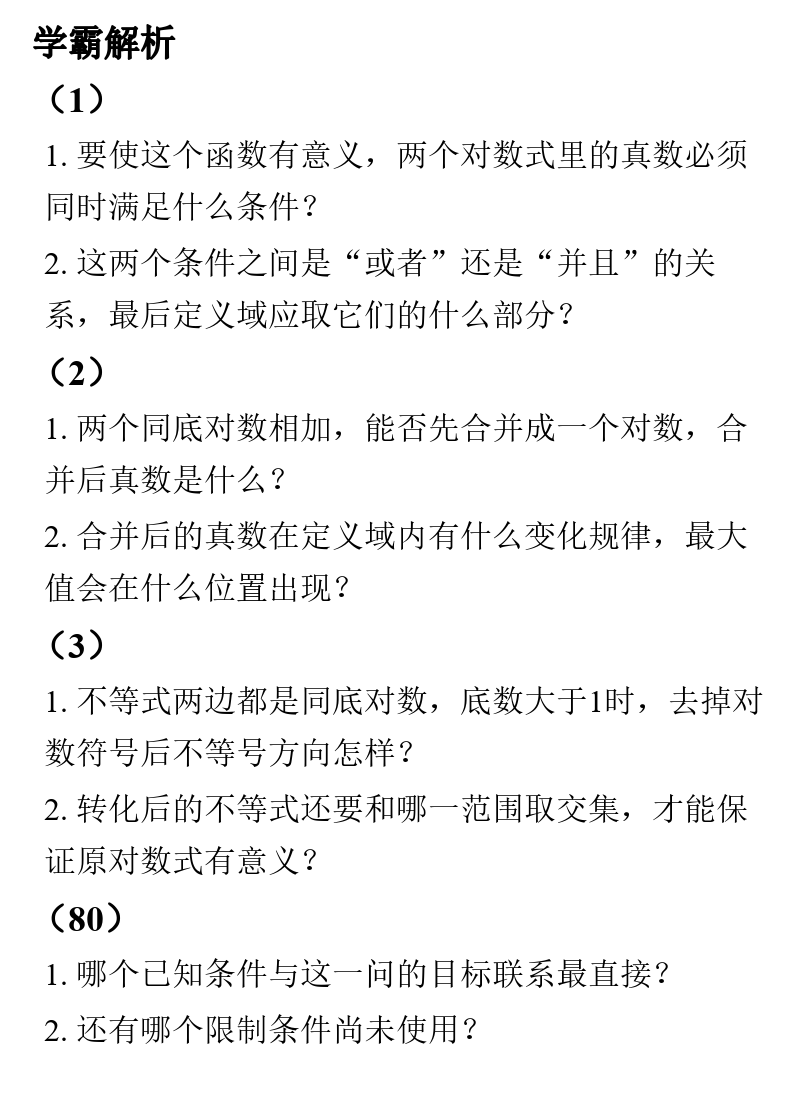 学霸解析
（1）
1. 要使这个函数有意义，两个对数式里的真数必须
同时满足什么条件？
2. 这两个条件之间是“或者”还是“并且”的关
系，最后定义域应取它们的什么部分？
（2）
1. 两个同底对数相加，能否先合并成一个对数，合
并后真数是什么？
2. 合并后的真数在定义域内有什么变化规律，最大
值会在什么位置出现？
（3）
1. 不等式两边都是同底对数，底数大于1时，去掉对
数符号后不等号方向怎样？
2. 转化后的不等式还要和哪一范围取交集，才能保
证原对数式有意义？
（80）
1. 哪个已知条件与这一问的目标联系最直接？
2. 还有哪个限制条件尚未使用？